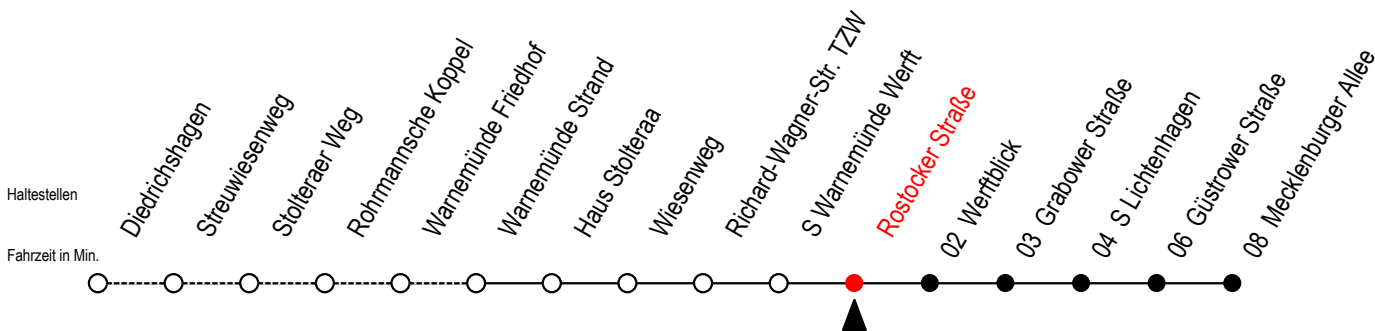 Haltestellen
Fahrzeit in Min.
Diedrichshagen
Streuwiesenweg
Stolteraer Weg
Rohrmannsche Koppel
Warnemünde Friedhof
Warnemünde Strand
Haus Stolteraa
Wiesenweg
Richard-Wagner-Str. TZW
S Warnemünde Werft
Rostocker Straße
02 Werftblick
03 Grabower Straße
04 S Lichtenhagen
06 Güstrower Straße
08 Mecklenburger Allee